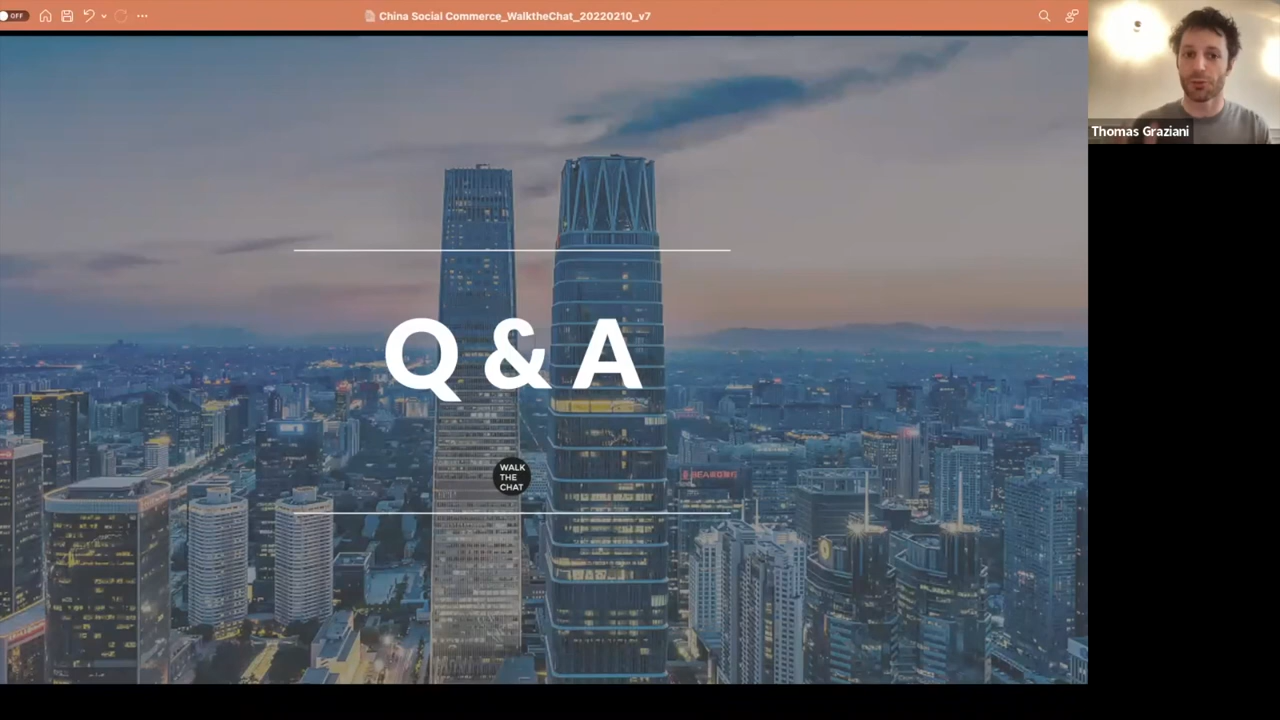 OFF
China Social Commerce_WalktheChat_20220210_v7
Thomas Graziani
Q & A
WALK
THE
CHAT